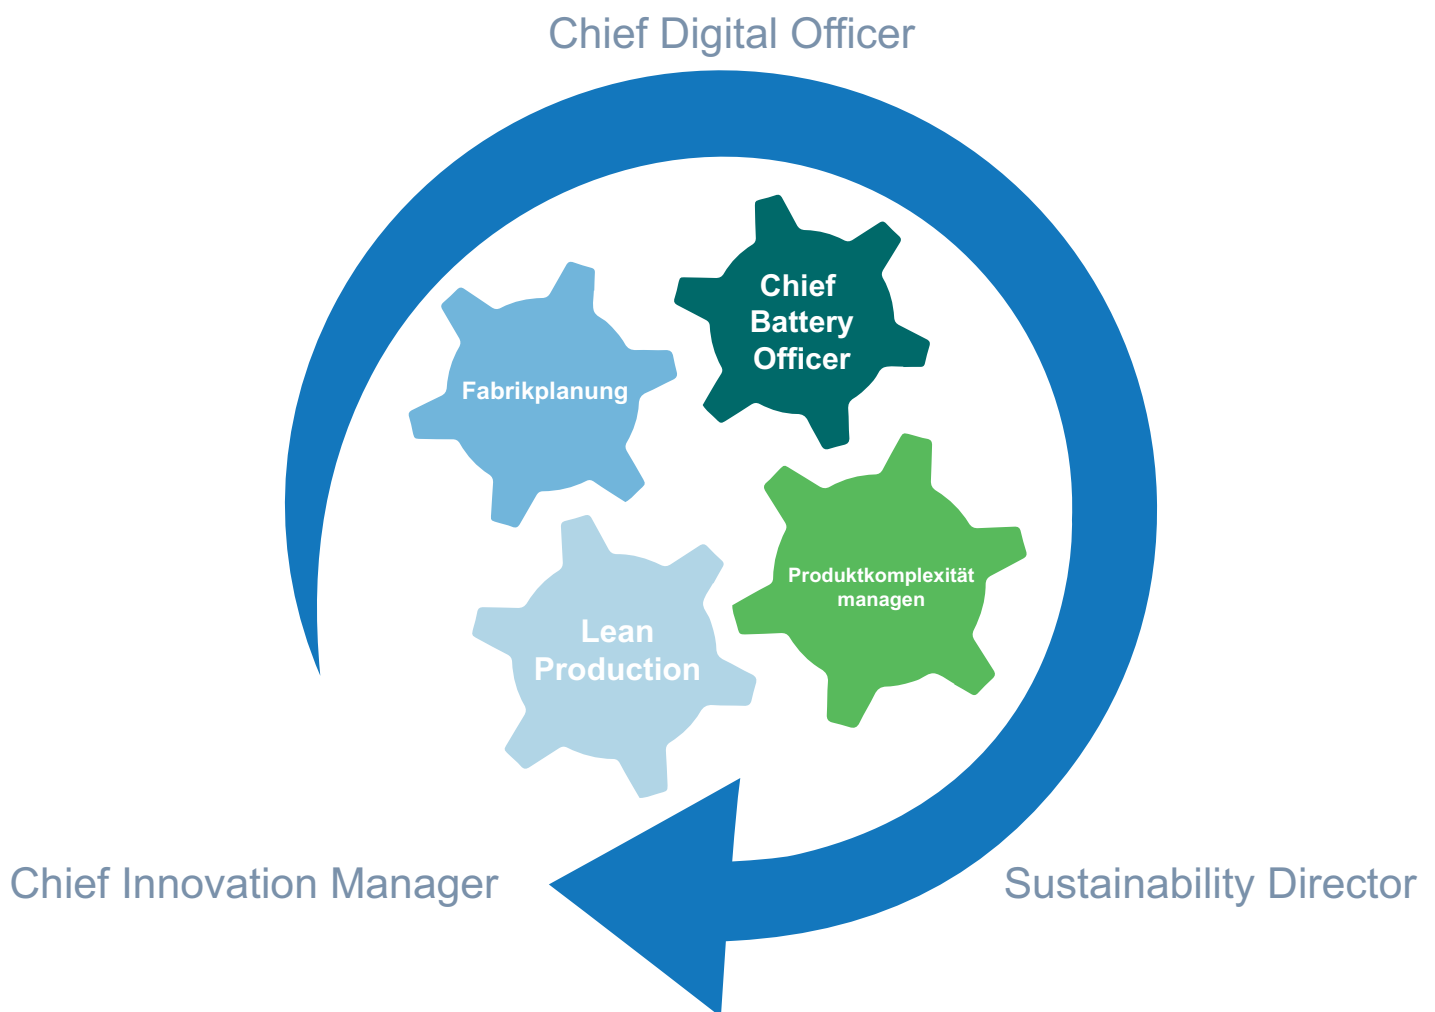 Chief Digital Officer
Chief
Battery
Officer
Fabrikplanung
Produktkomplexität
managen
Lean
Production
Chief Innovation Manager
Sustainability Director